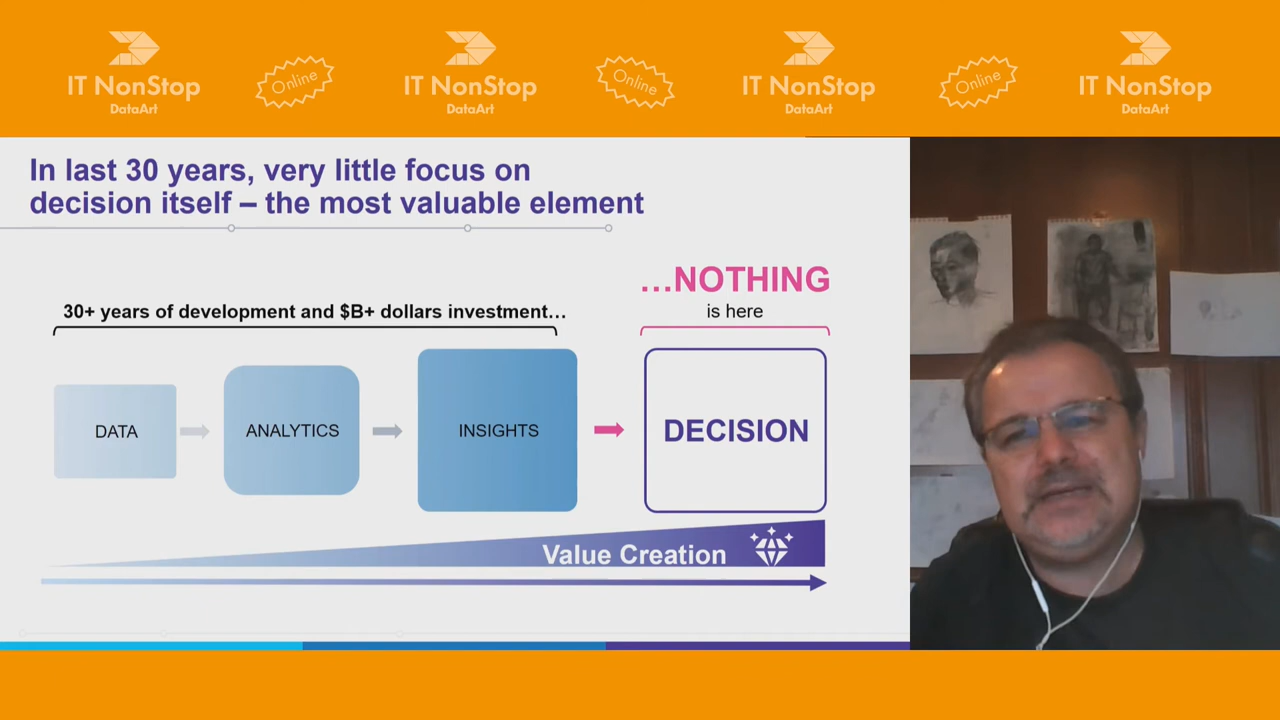 IT NonStop
DataArt
Online
IT NonStop
DataArt
Online
IT NonStop
DataArt
Online
IT NonStop
DataArt
In last 30 years, very little focus on
decision itself – the most valuable element
…NOTHING
is here
30+ years of development and $B+ dollars investment…
DATA
ANALYTICS
INSIGHTS
DECISION
Value Creation